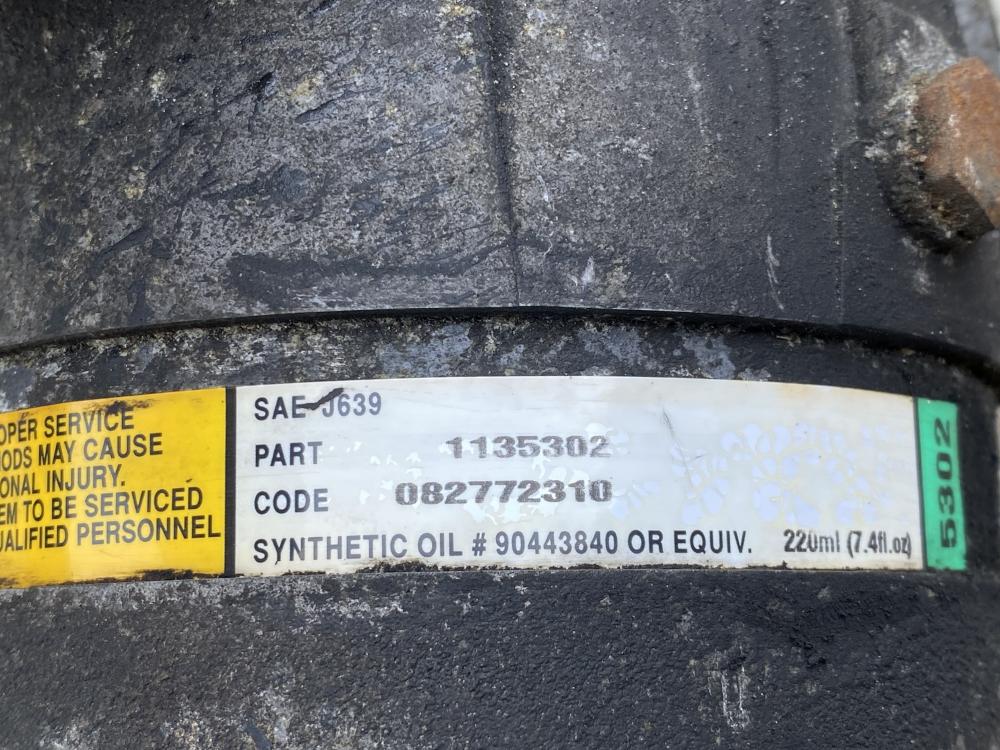 OPER SERVICE
ODS MAY CAUSE
ONAL INJURY.
EM TO BE SERVICED
UALIFIED PERSONNEL
SAE J639
PART 1135302
CODE 082772310
SYNTHETIC OIL # 90443840 OR EQUIV. 220ml (7.4fl.oz)
5302